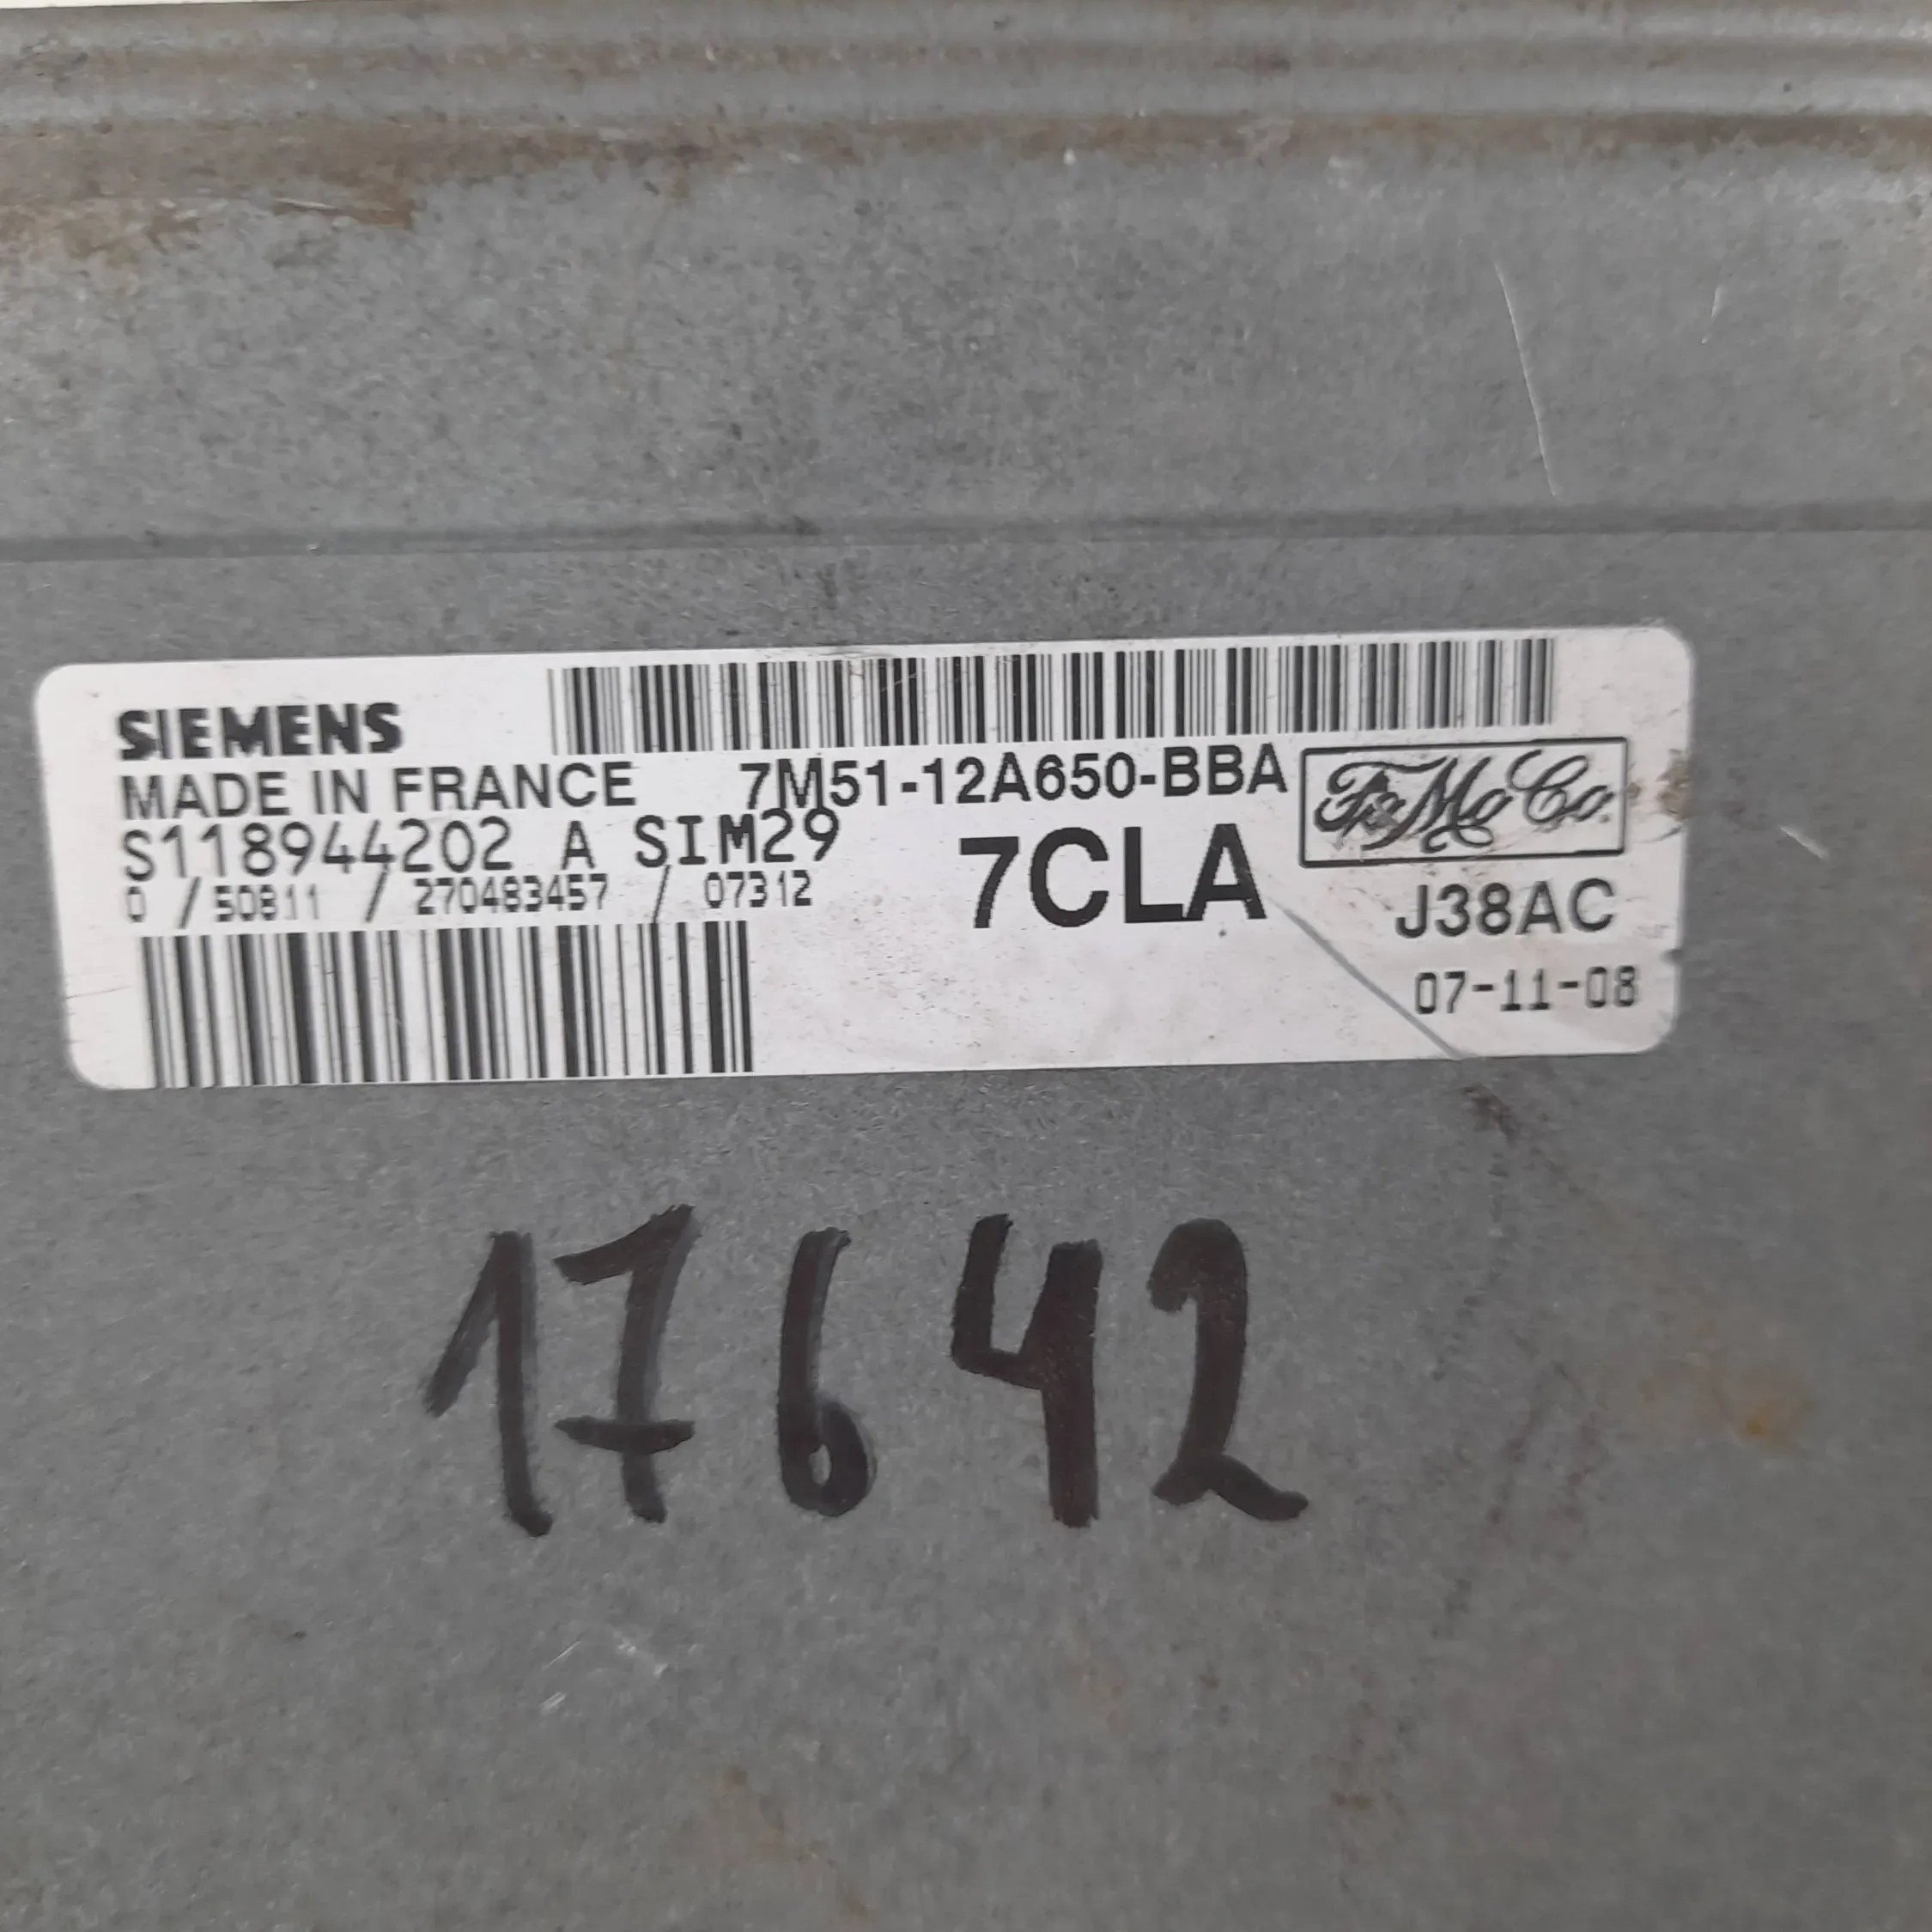 SIEMENS
MADE IN FRANCE 7M51-12A650-BBA FoMoCo.
S118944202 A SIM29 7CLA
0 / 50811 / 270483457 / 07312 J38AC
07-11-08
17642